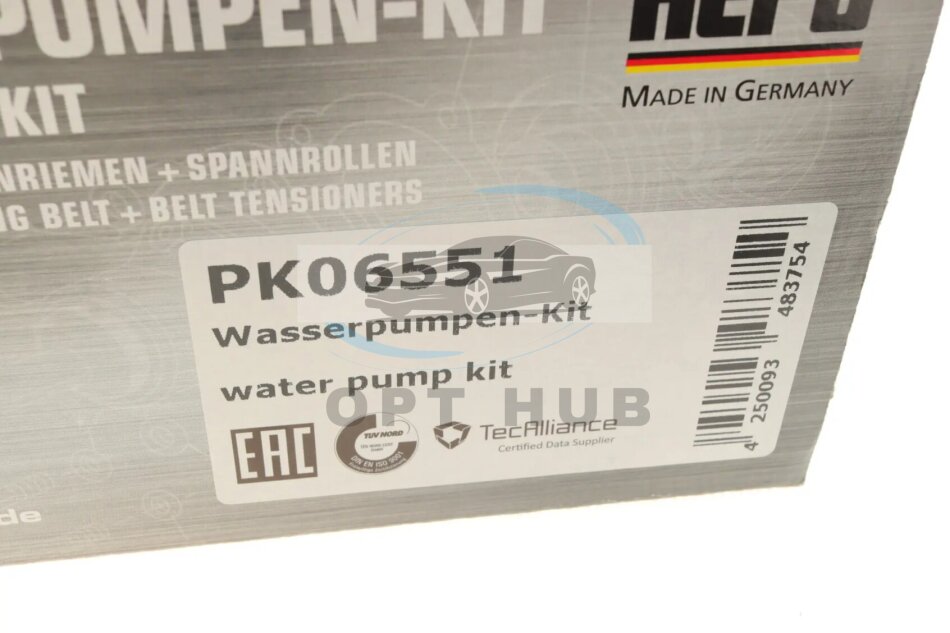 PUMPEN-KIT
KIT
NRIEMEN + SPANNROLLEN
NG BELT + BELT TENSIONERS
HEPU
MADE IN GERMANY
PK06551
Wasserpumpen-Kit
water pump kit
OPT HUB
EAC
TÜV NORD
DIN EN ISO 9001
TecAlliance
Certified Data Supplier
4 250093 483754
de